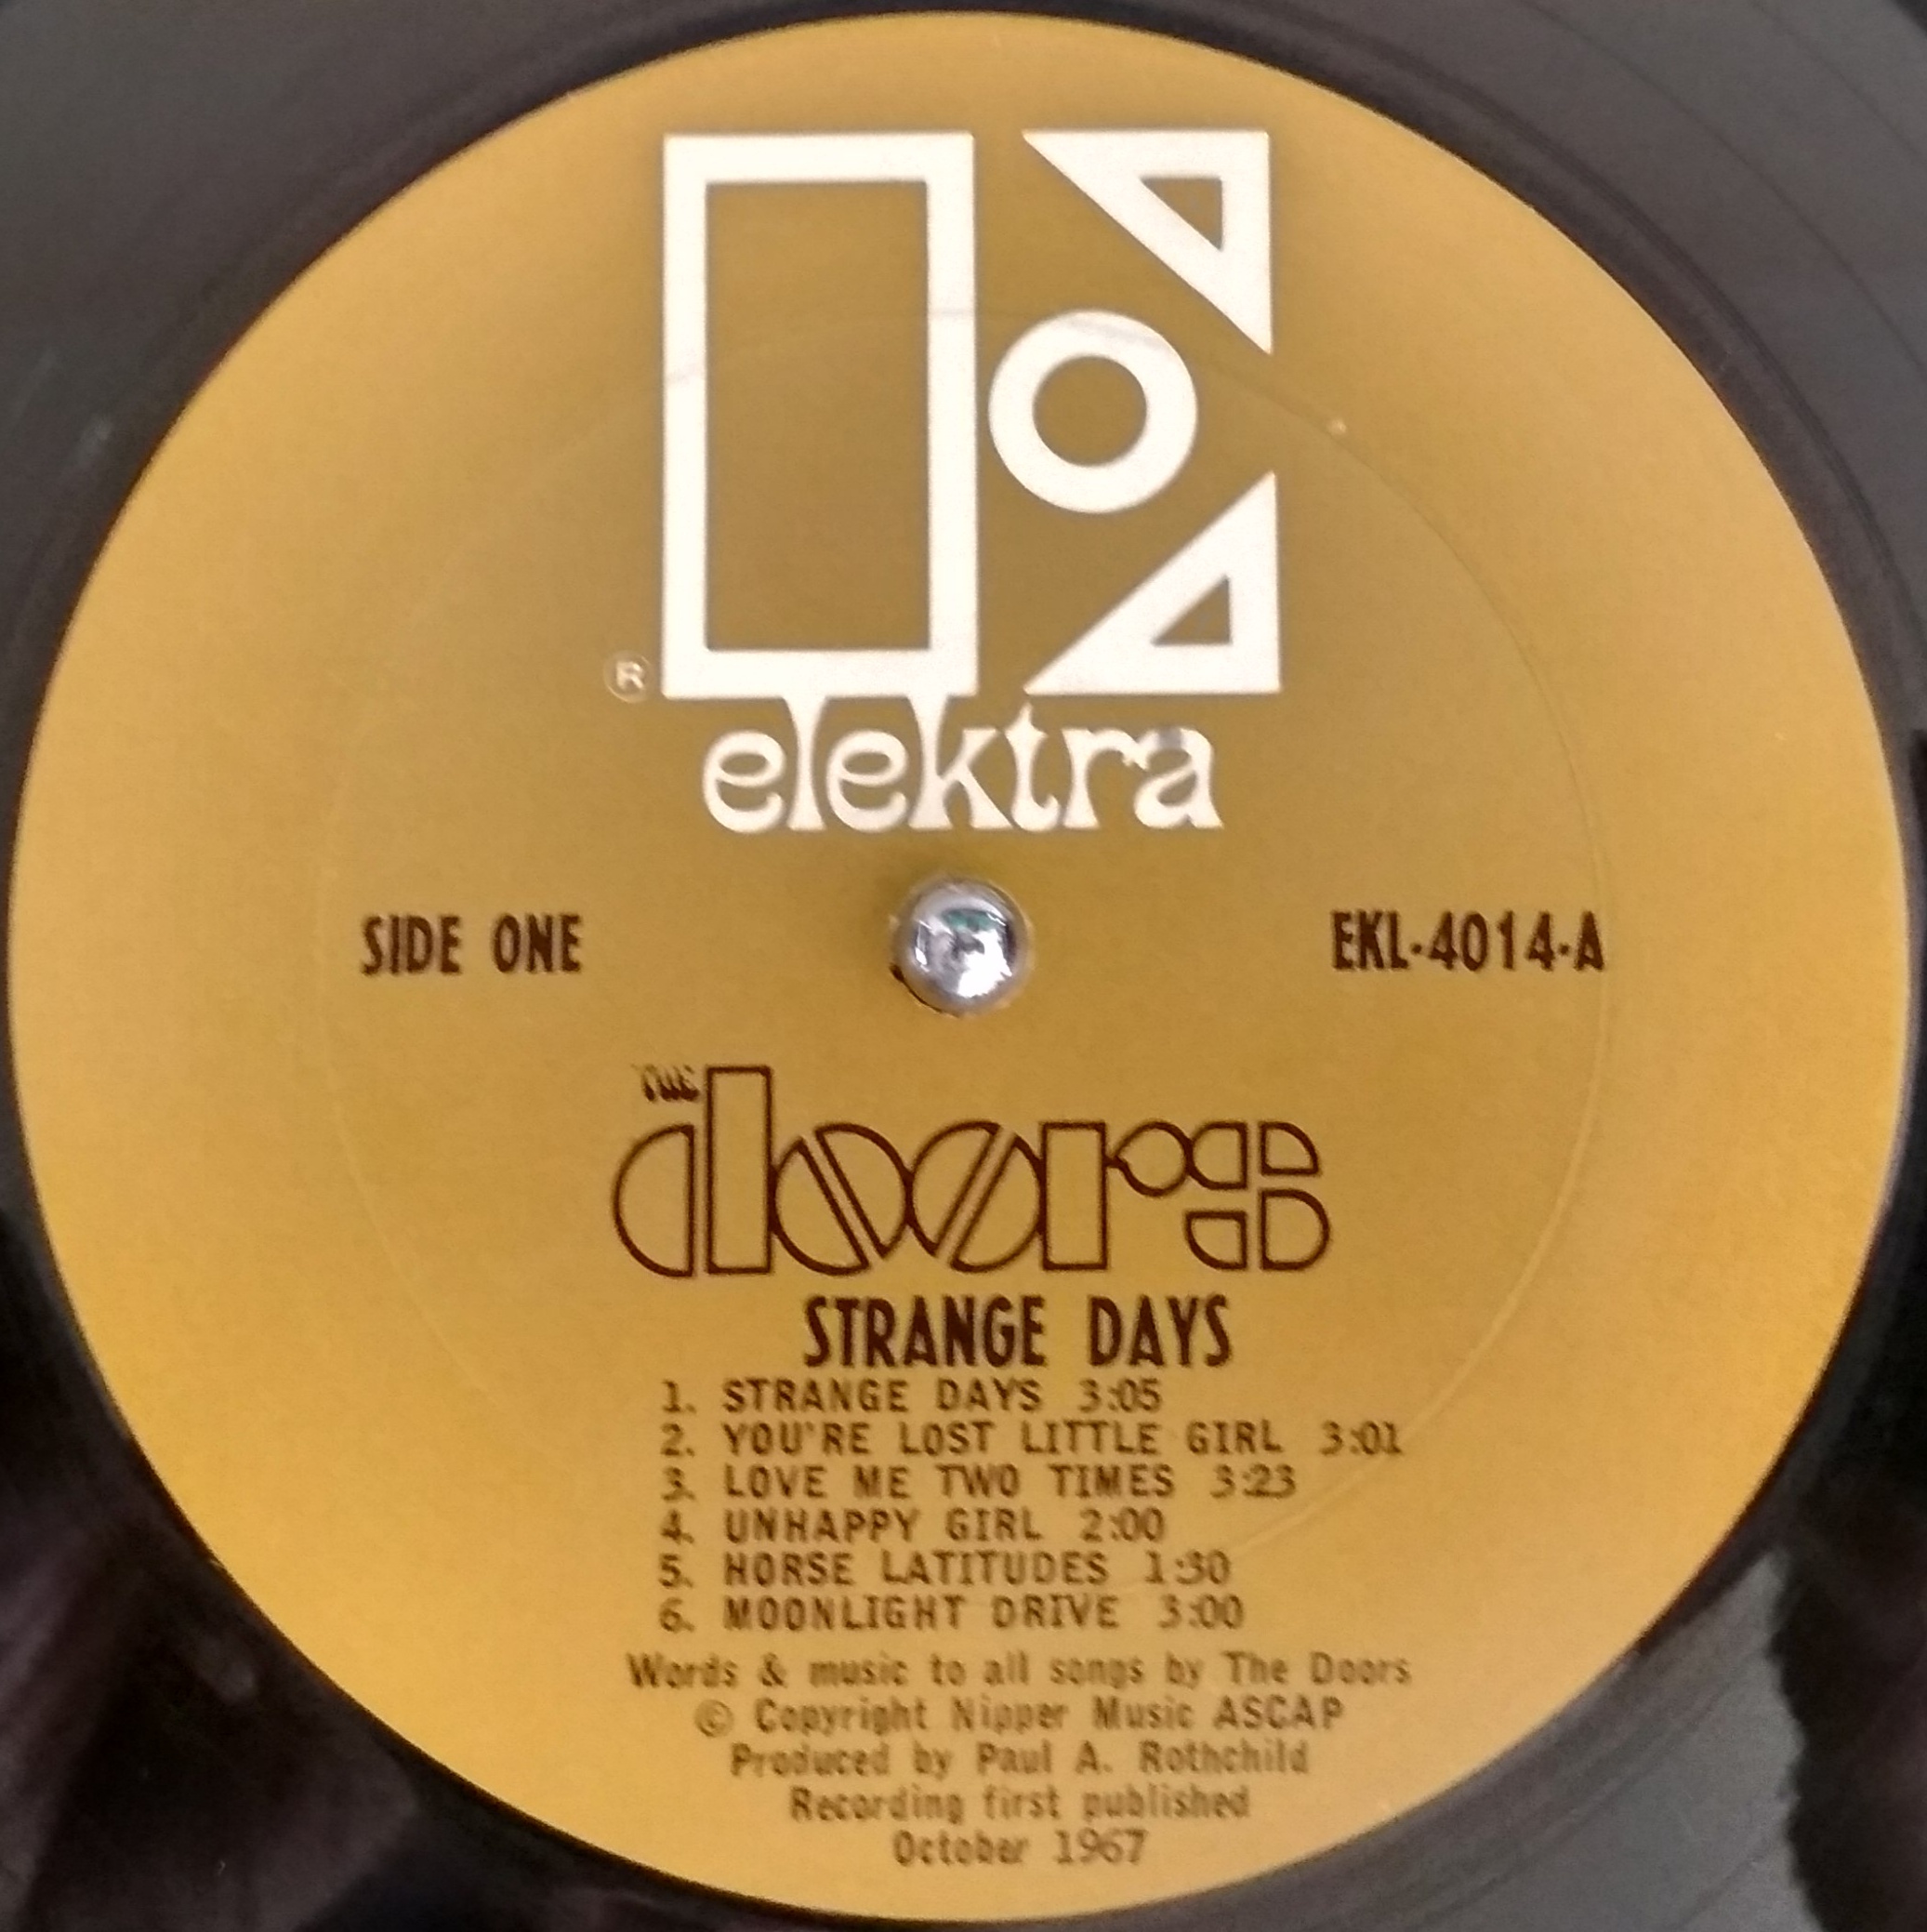 ®
elektra
SIDE ONE
EKL-4014-A
THE
doors
STRANGE DAYS
1. STRANGE DAYS 3:05
2. YOU'RE LOST LITTLE GIRL 3:01
3. LOVE ME TWO TIMES 3:23
4. UNHAPPY GIRL 2:00
5. HORSE LATITUDES 1:30
6. MOONLIGHT DRIVE 3:00
Words & music to all songs by The Doors
© Copyright Nipper Music ASCAP
Produced by Paul A. Rothchild
Recording first published
October 1967